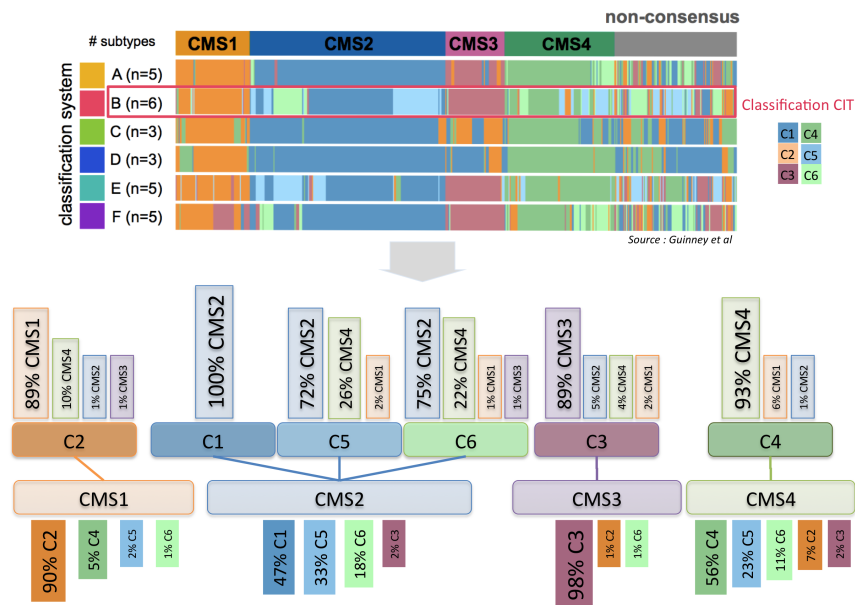 non-consensus
# subtypes
CMS1
CMS2
CMS3
CMS4
classification system
A (n=5)
B (n=6)
C (n=3)
D (n=3)
E (n=5)
F (n=5)
Classification CIT
C1
C4
C2
C5
C3
C6
Source : Guinney et al
89% CMS1
10% CMS4
1% CMS2
1% CMS3
100% CMS2
72% CMS2
26% CMS4
2% CMS1
75% CMS2
22% CMS4
1% CMS1
1% CMS3
89% CMS3
5% CMS2
4% CMS4
2% CMS1
93% CMS4
6% CMS1
1% CMS2
C2
C1
C5
C6
C3
C4
CMS1
CMS2
CMS3
CMS4
90% C2
5% C4
2% C5
1% C6
47% C1
33% C5
18% C6
2% C3
98% C3
1% C2
1% C6
56% C4
23% C5
11% C6
7% C2
2% C3